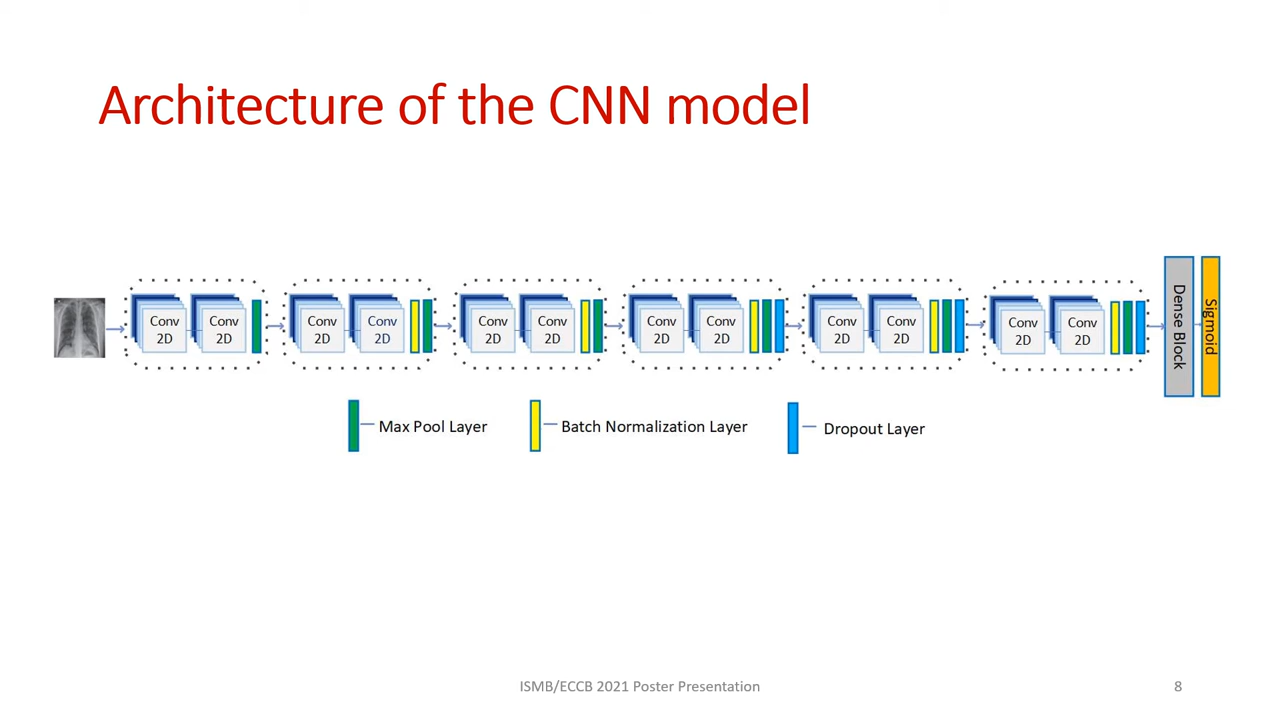 Architecture of the CNN model
Conv
2D
Conv
2D
Conv
2D
Conv
2D
Conv
2D
Conv
2D
Conv
2D
Conv
2D
Conv
2D
Conv
2D
Conv
2D
Conv
2D
Dense Block
Sigmoid
Max Pool Layer
Batch Normalization Layer
Dropout Layer
ISMB/ECCB 2021 Poster Presentation
8